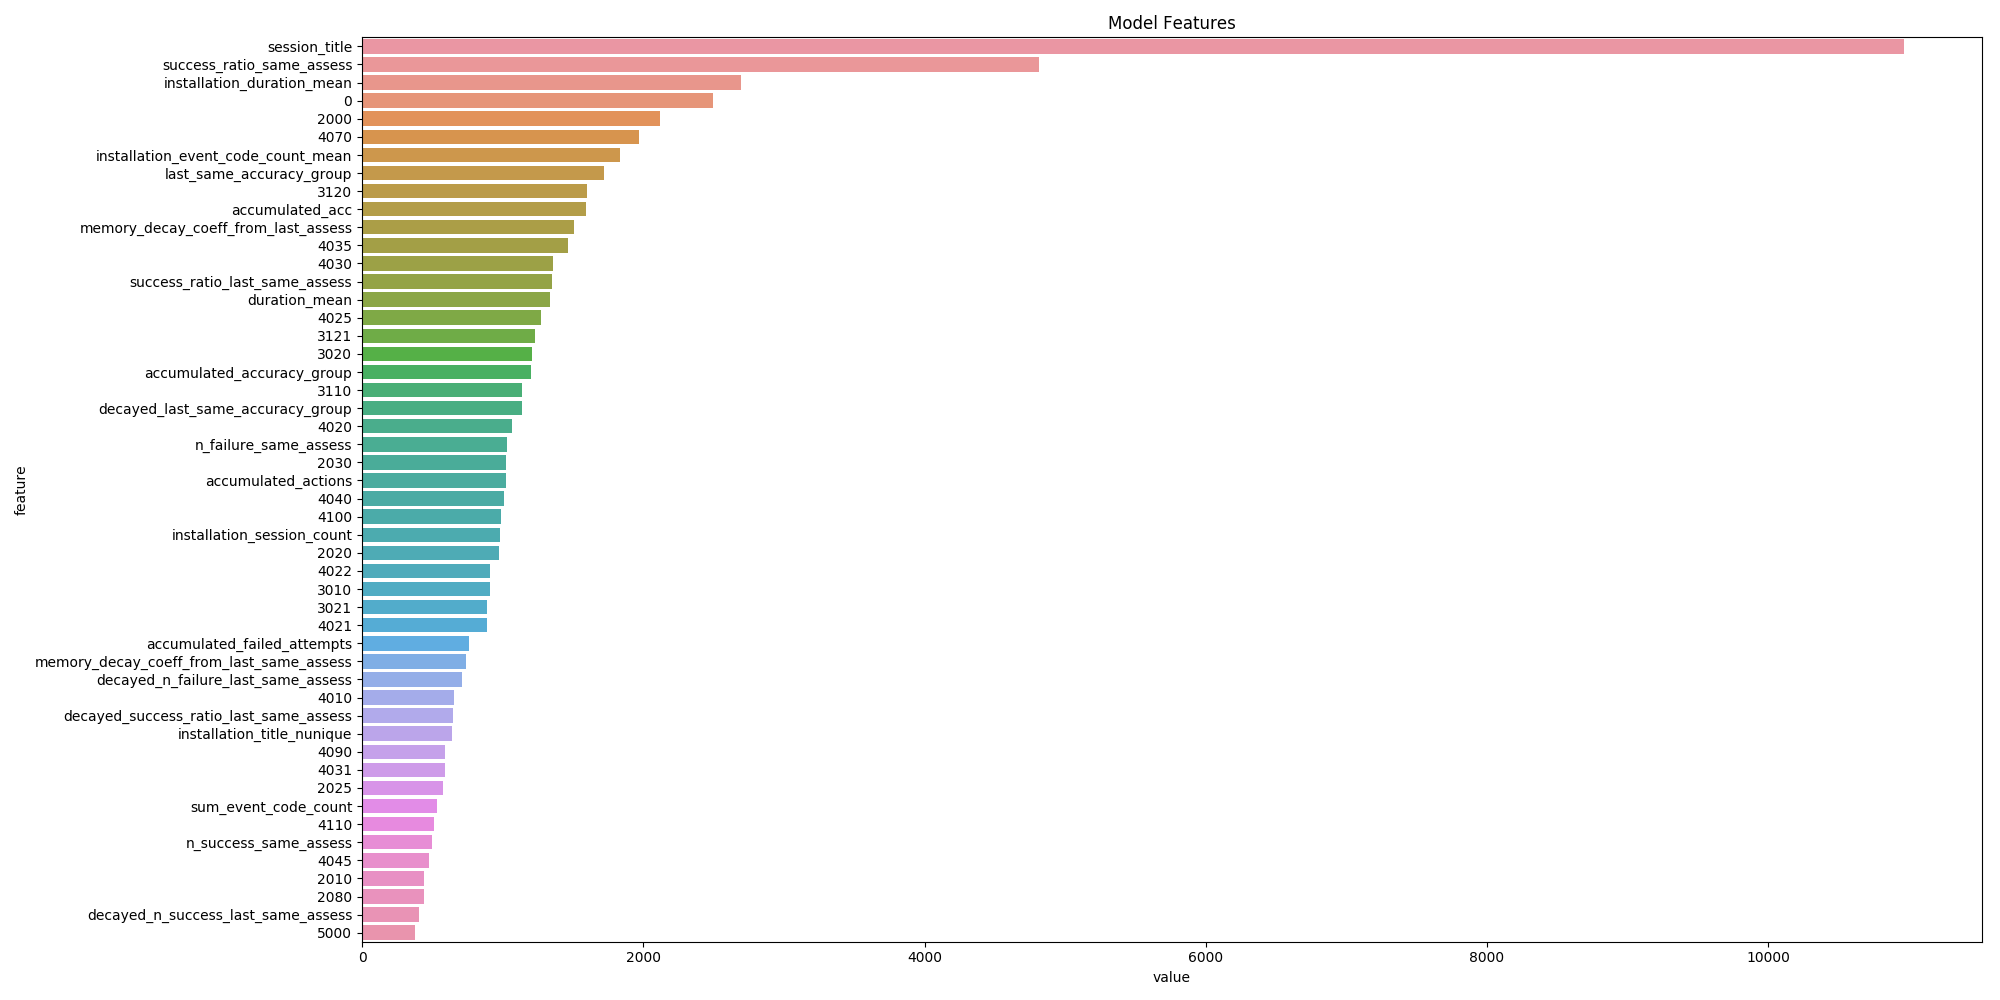 Model Features
session_title
success_ratio_same_assess
installation_duration_mean
0
2000
4070
installation_event_code_count_mean
last_same_accuracy_group
3120
accumulated_acc
memory_decay_coeff_from_last_assess
4035
4030
success_ratio_last_same_assess
duration_mean
4025
3121
3020
accumulated_accuracy_group
3110
decayed_last_same_accuracy_group
4020
n_failure_same_assess
2030
accumulated_actions
4040
4100
installation_session_count
2020
4022
3010
3021
4021
accumulated_failed_attempts
memory_decay_coeff_from_last_same_assess
decayed_n_failure_last_same_assess
4010
decayed_success_ratio_last_same_assess
installation_title_nunique
4090
4031
2025
sum_event_code_count
4110
n_success_same_assess
4045
2010
2080
decayed_n_success_last_same_assess
5000
feature
0 2000 4000 6000 8000 10000
value